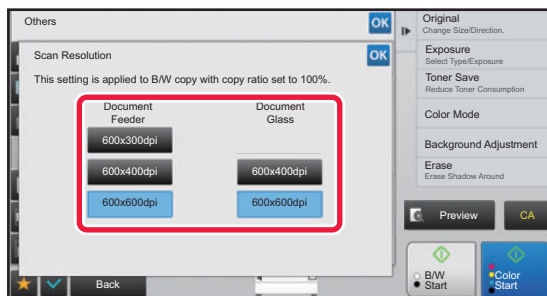 Others
OK
Scan Resolution
OK
This setting is applied to B/W copy with copy ratio set to 100%.
Document
Feeder
Document
Glass
600x300dpi
600x400dpi
600x400dpi
600x600dpi
600x600dpi
Back
Original
Change Size/Direction.
Exposure
Select Type/Exposure
Toner Save
Reduce Toner Consumption
Color Mode
Background Adjustment
Erase
Erase Shadow Around
Preview
CA
B/W
Start
Color
Start